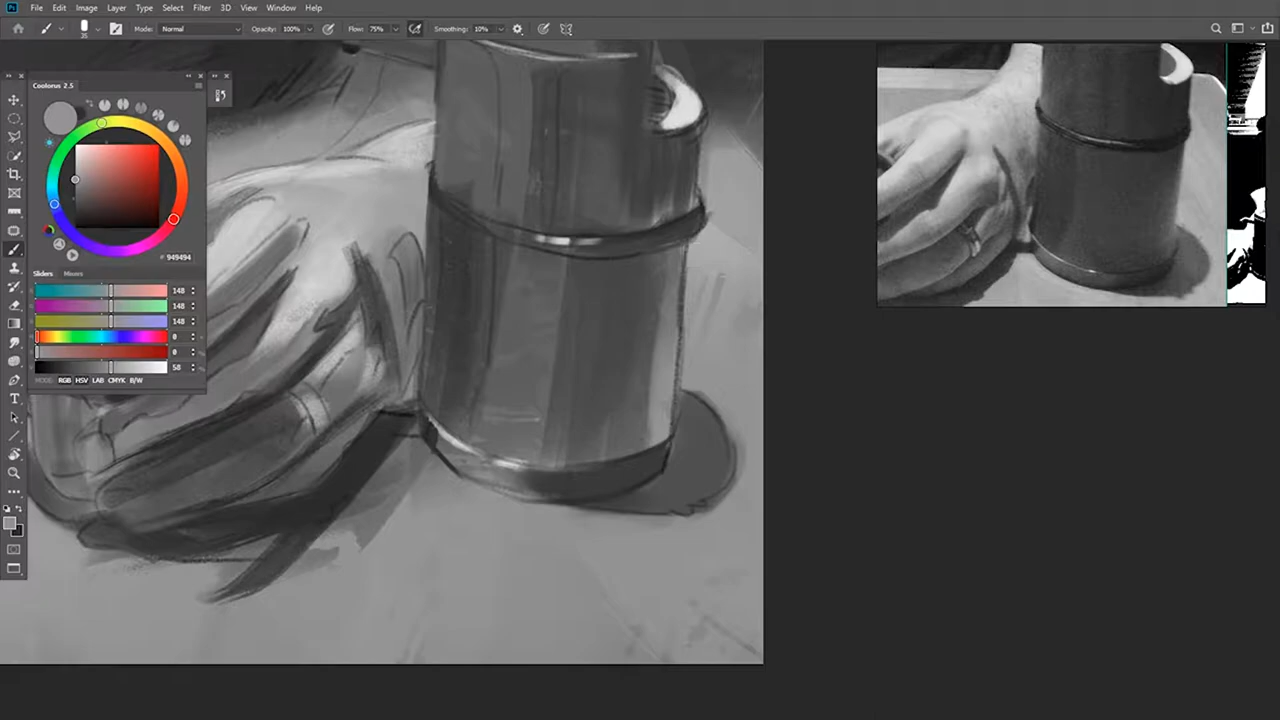 Ps File Edit Image Layer Type Select Filter 3D View Window Help
Mode: Normal Opacity: 100% Flow: 75% Smoothing: 10%
Coolorus 2.5
# 949494
Sliders Mixers
148
148
148
0
0
58
MODE: RGB HSV LAB CMYK B/W